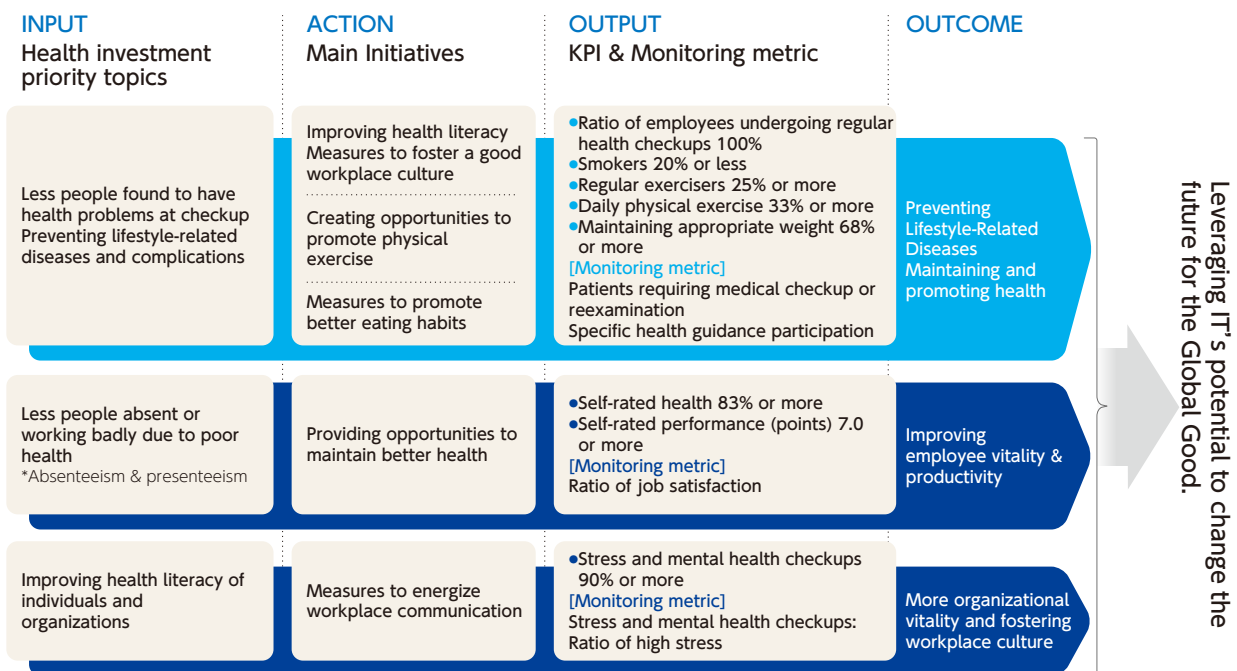 INPUT
Health investment
priority topics
ACTION
Main Initiatives
OUTPUT
KPI & Monitoring metric
OUTCOME
Less people found to have
health problems at checkup
Preventing lifestyle-related
diseases and complications
Improving health literacy
Measures to foster a good
workplace culture
Creating opportunities to
promote physical
exercise
Measures to promote
better eating habits
●Ratio of employees undergoing regular
health checkups 100%
●Smokers 20% or less
●Regular exercisers 25% or more
●Daily physical exercise 33% or more
●Maintaining appropriate weight 68%
or more
[Monitoring metric]
Patients requiring medical checkup or
reexamination
Specific health guidance participation
Preventing
Lifestyle-Related
Diseases
Maintaining and
promoting health
Less people absent or
working badly due to poor
health
*Absenteeism & presenteeism
Providing opportunities to
maintain better health
●Self-rated health 83% or more
●Self-rated performance (points) 7.0
or more
[Monitoring metric]
Ratio of job satisfaction
Improving
employee vitality &
productivity
Improving health literacy of
individuals and
organizations
Measures to energize
workplace communication
●Stress and mental health checkups
90% or more
[Monitoring metric]
Stress and mental health checkups:
Ratio of high stress
More organizational
vitality and fostering
workplace culture
Leveraging IT's potential to change the
future for the Global Good.